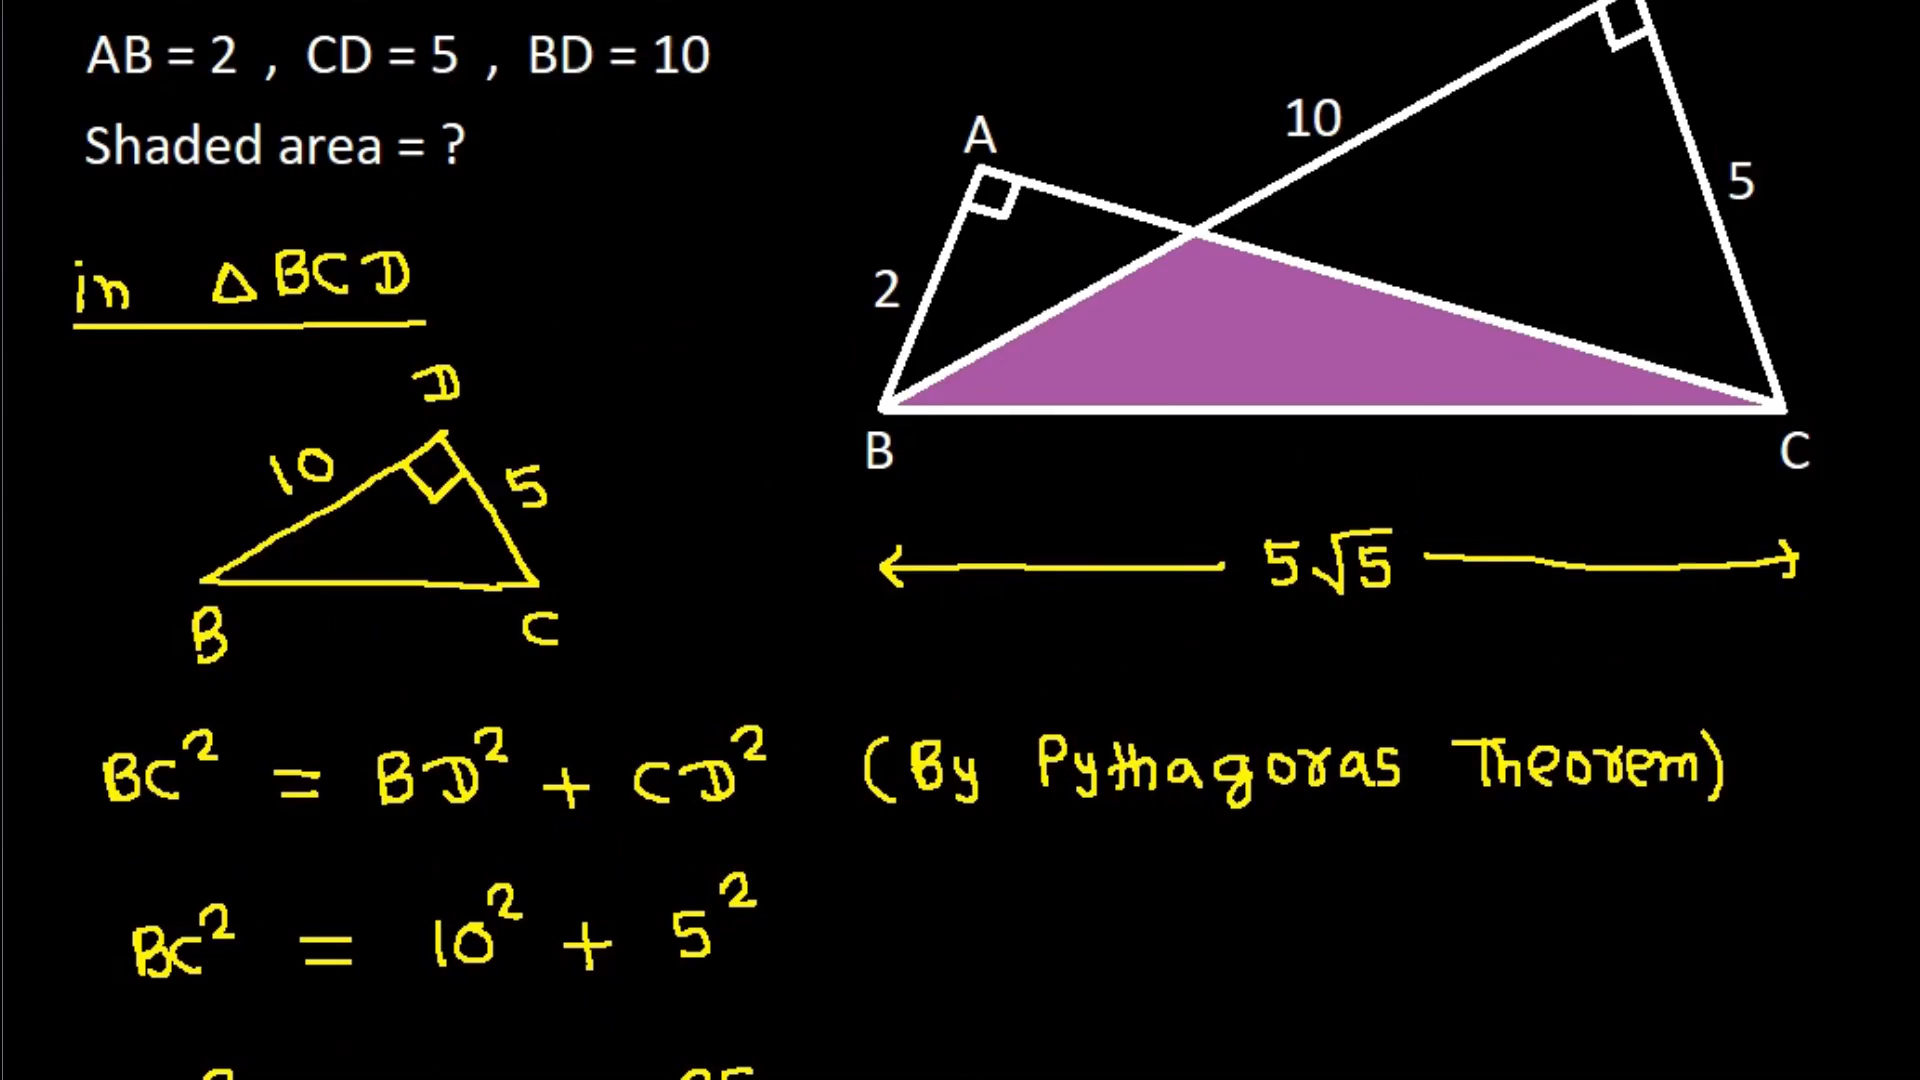 AB = 2 , CD = 5 , BD = 10
Shaded area = ?
in △BCD
D
10
5
B
C
A
10
5
2
B
C
5√5
BC² = BD² + CD² (By Pythagoras Theorem)
BC² = 10² + 5²